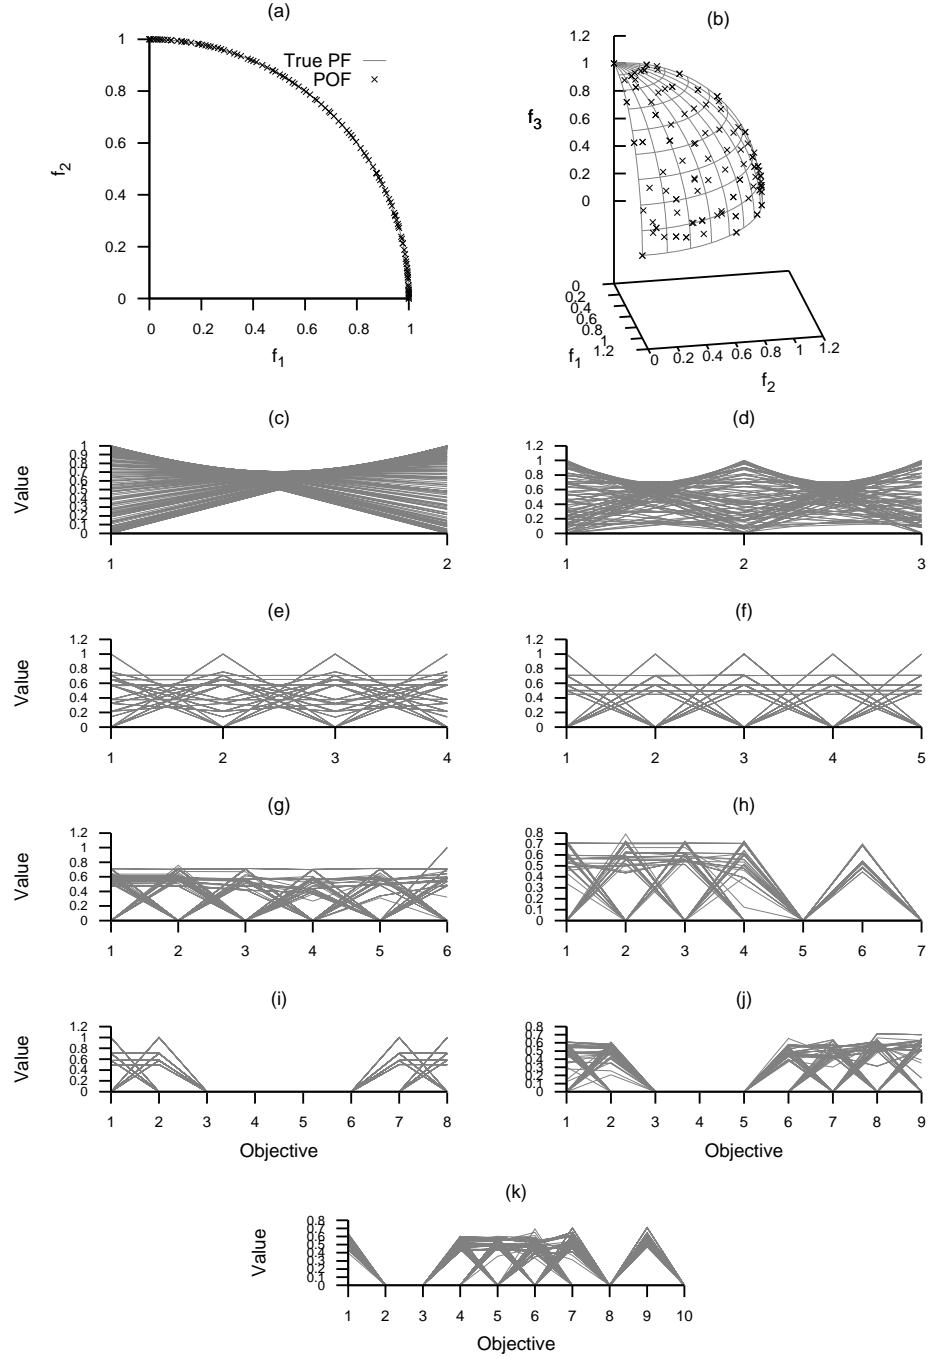 (a)
1
0.8
0.6
0.4
0.2
0
f2
True PF
POF
0 0.2 0.4 0.6 0.8 1
f1
(b)
1.2
1
0.8
0.6
0.4
0.2
0
f3
0
0.2
0.4
0.6
0.8
1
1.2
f1
0 0.2 0.4 0.6 0.8 1 1.2
f2
(c)
1
0.9
0.8
0.7
0.6
0.5
0.4
0.3
0.2
0.1
0
Value
1 2
(d)
1.2
1
0.8
0.6
0.4
0.2
0
1 2 3
(e)
1.2
1
0.8
0.6
0.4
0.2
0
Value
1 2 3 4
(f)
1.2
1
0.8
0.6
0.4
0.2
0
1 2 3 4 5
(g)
1.2
1
0.8
0.6
0.4
0.2
0
Value
1 2 3 4 5 6
(h)
0.8
0.7
0.6
0.5
0.4
0.3
0.2
0.1
0
1 2 3 4 5 6 7
(i)
1.2
1
0.8
0.6
0.4
0.2
0
Value
1 2 3 4 5 6 7 8
Objective
(j)
0.8
0.7
0.6
0.5
0.4
0.3
0.2
0.1
0
1 2 3 4 5 6 7 8 9
Objective
(k)
0.8
0.7
0.6
0.5
0.4
0.3
0.2
0.1
0
Value
1 2 3 4 5 6 7 8 9 10
Objective